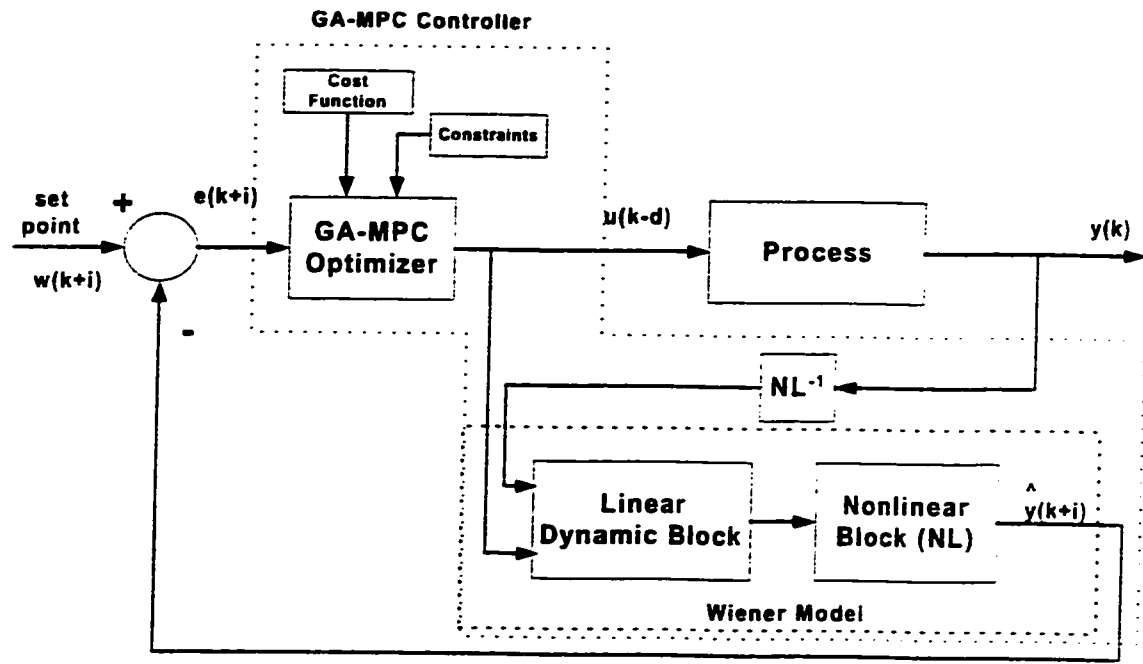 GA-MPC Controller
Cost
Function
Constraints
set
point
+
e(k+i)
w(k+i)
-
GA-MPC
Optimizer
u(k-d)
Process
y(k)
NL⁻¹
Linear
Dynamic Block
Nonlinear
Block (NL)
^
y(k+i)
Wiener Model